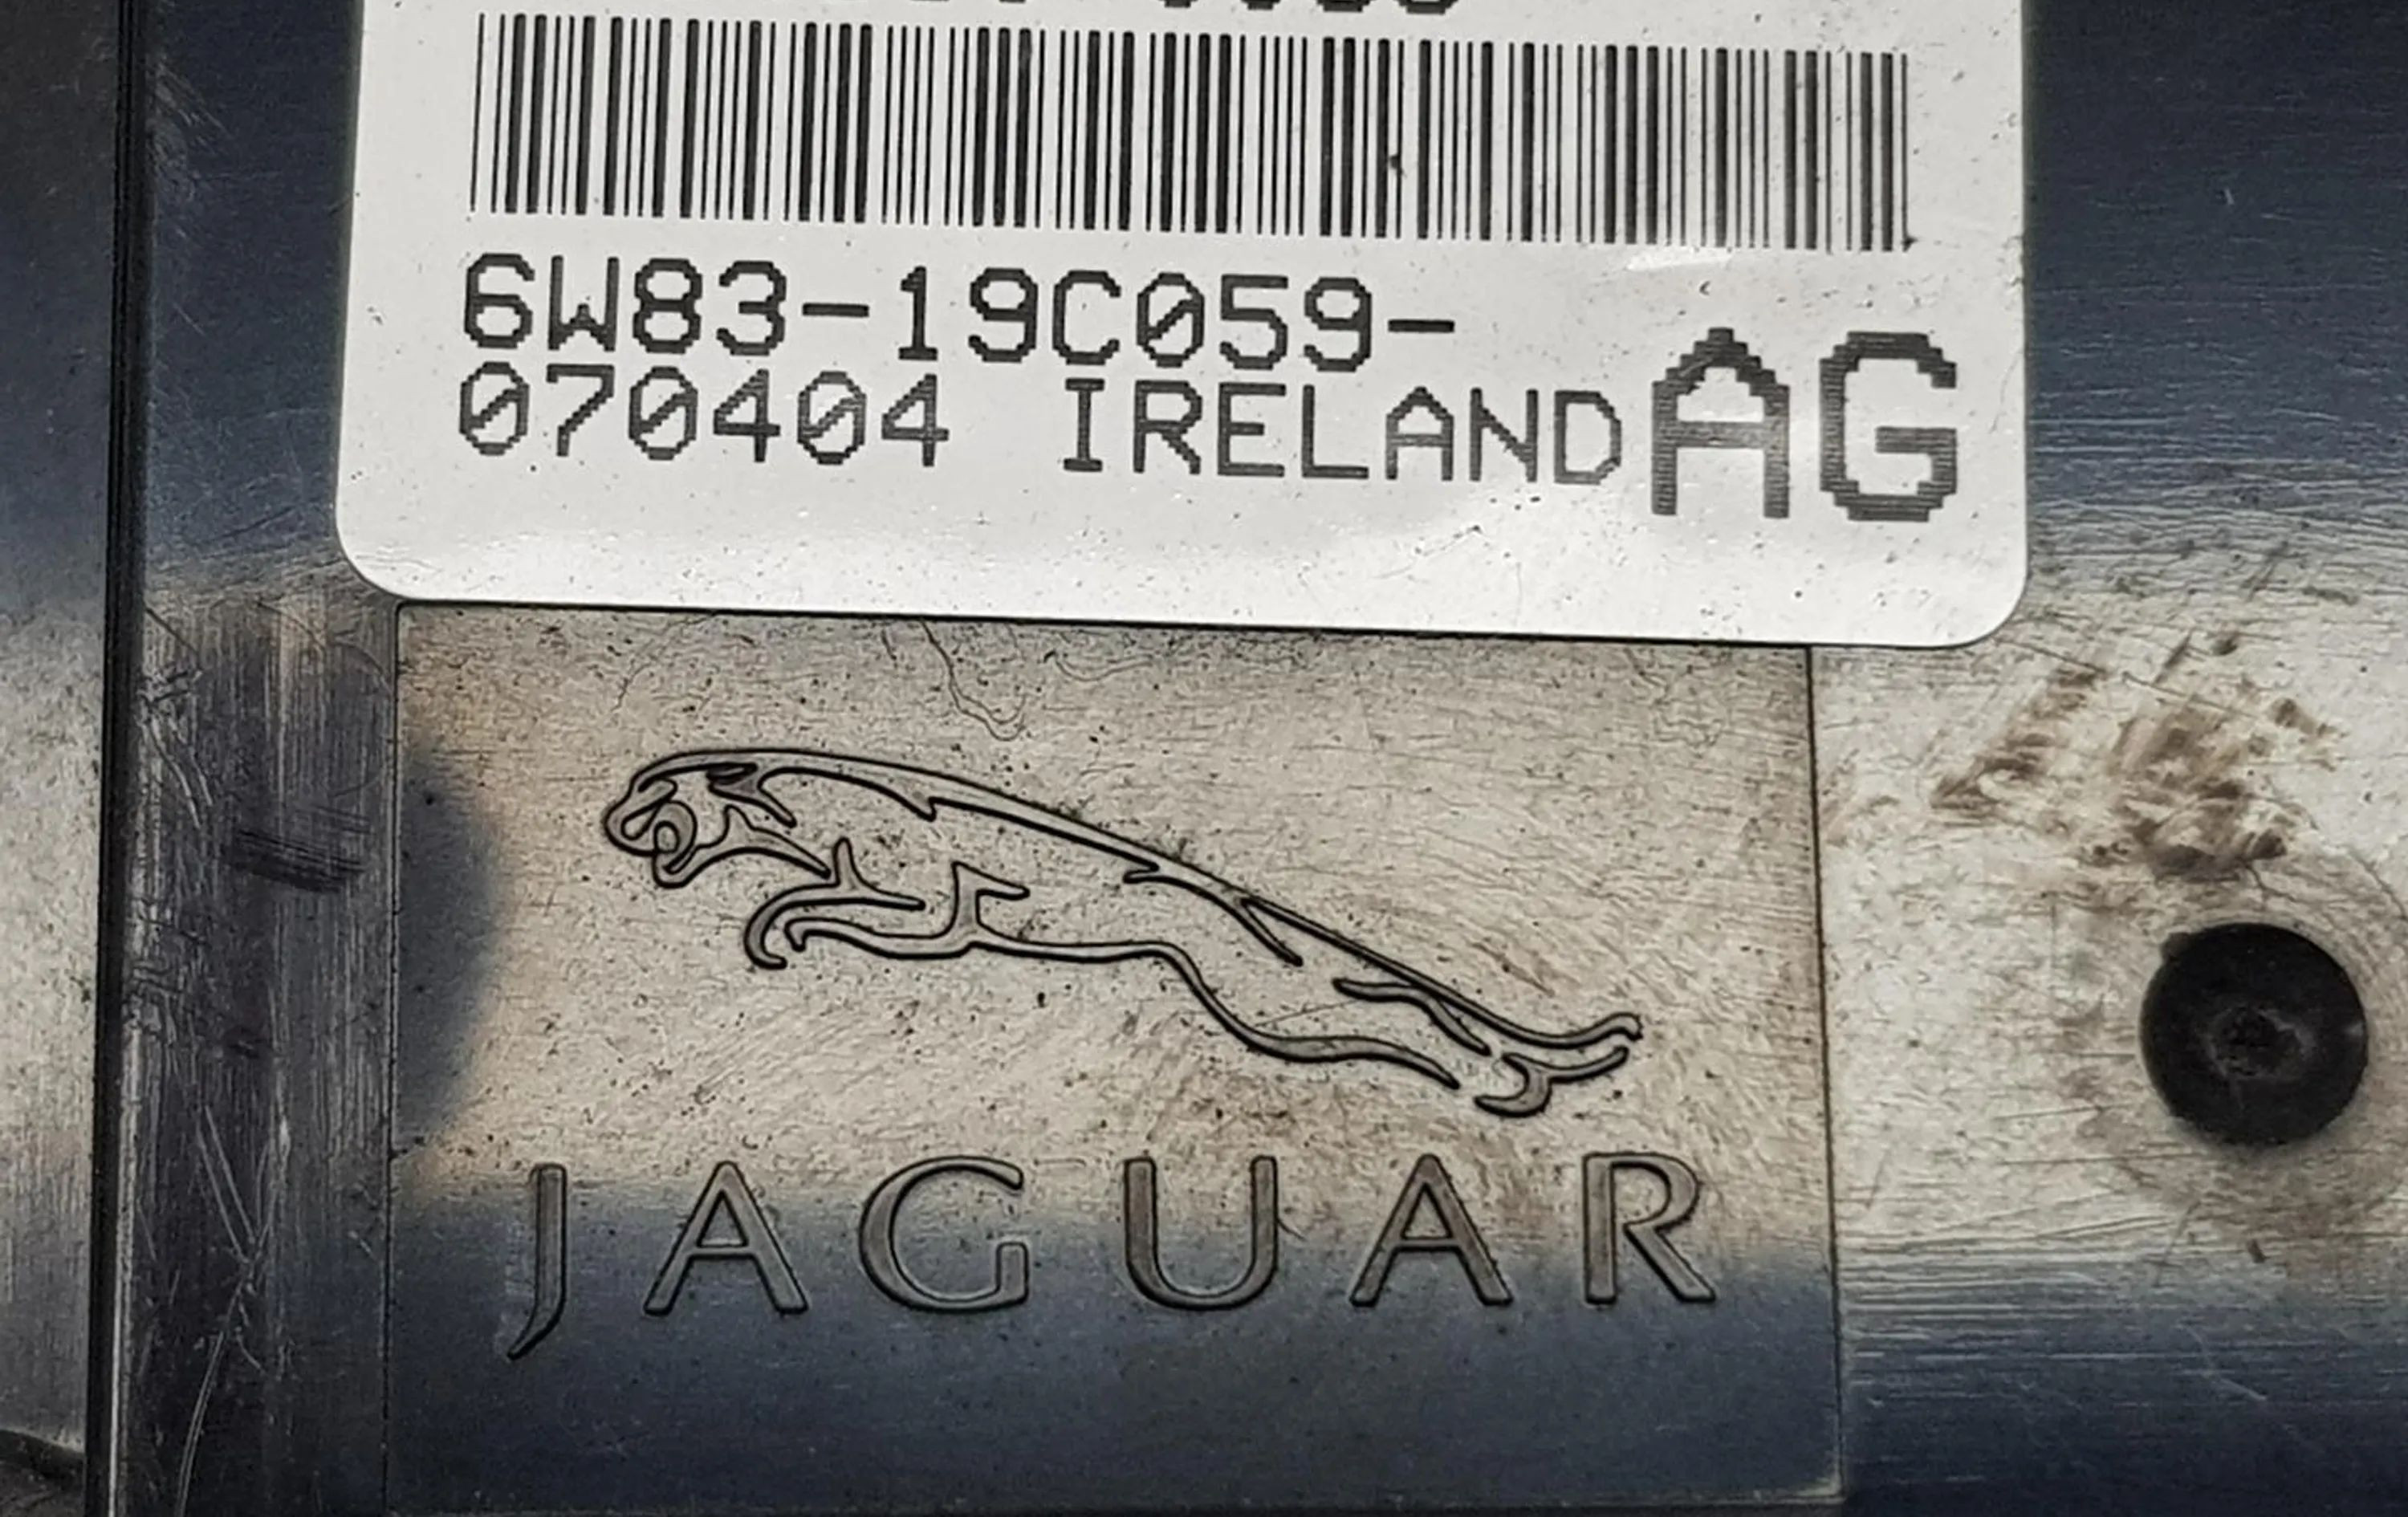 6W83-19C059-
070404 IRELAND AG
JAGUAR